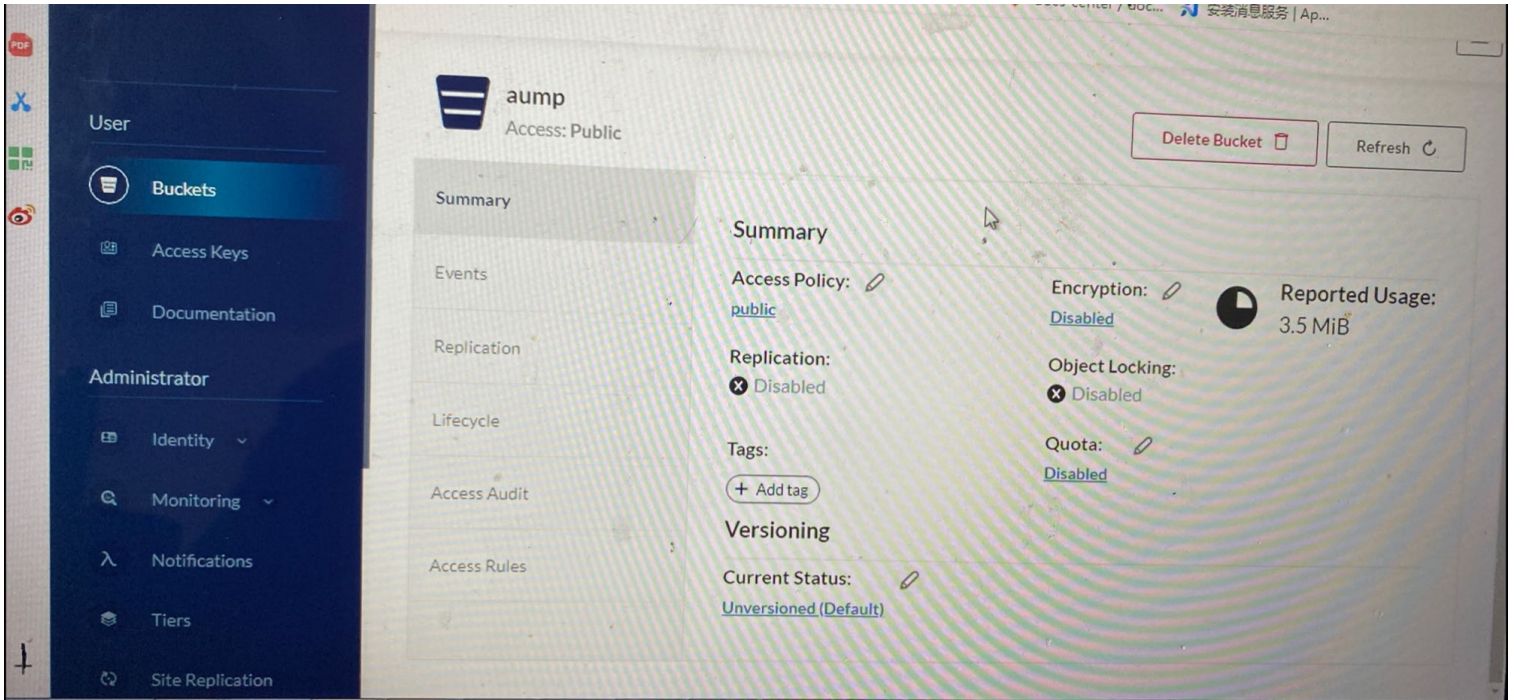 安装消息服务 | Ap...
PDF
User
Buckets
Access Keys
Documentation
Administrator
Identity
Monitoring
Notifications
Tiers
Site Replication
aump
Access: Public
Delete Bucket
Refresh
Summary
Events
Replication
Lifecycle
Access Audit
Access Rules
Summary
Access Policy:
public
Encryption:
Disabled
Reported Usage:
3.5 MiB
Replication:
Disabled
Object Locking:
Disabled
Tags:
+ Add tag
Quota:
Disabled
Versioning
Current Status:
Unversioned (Default)